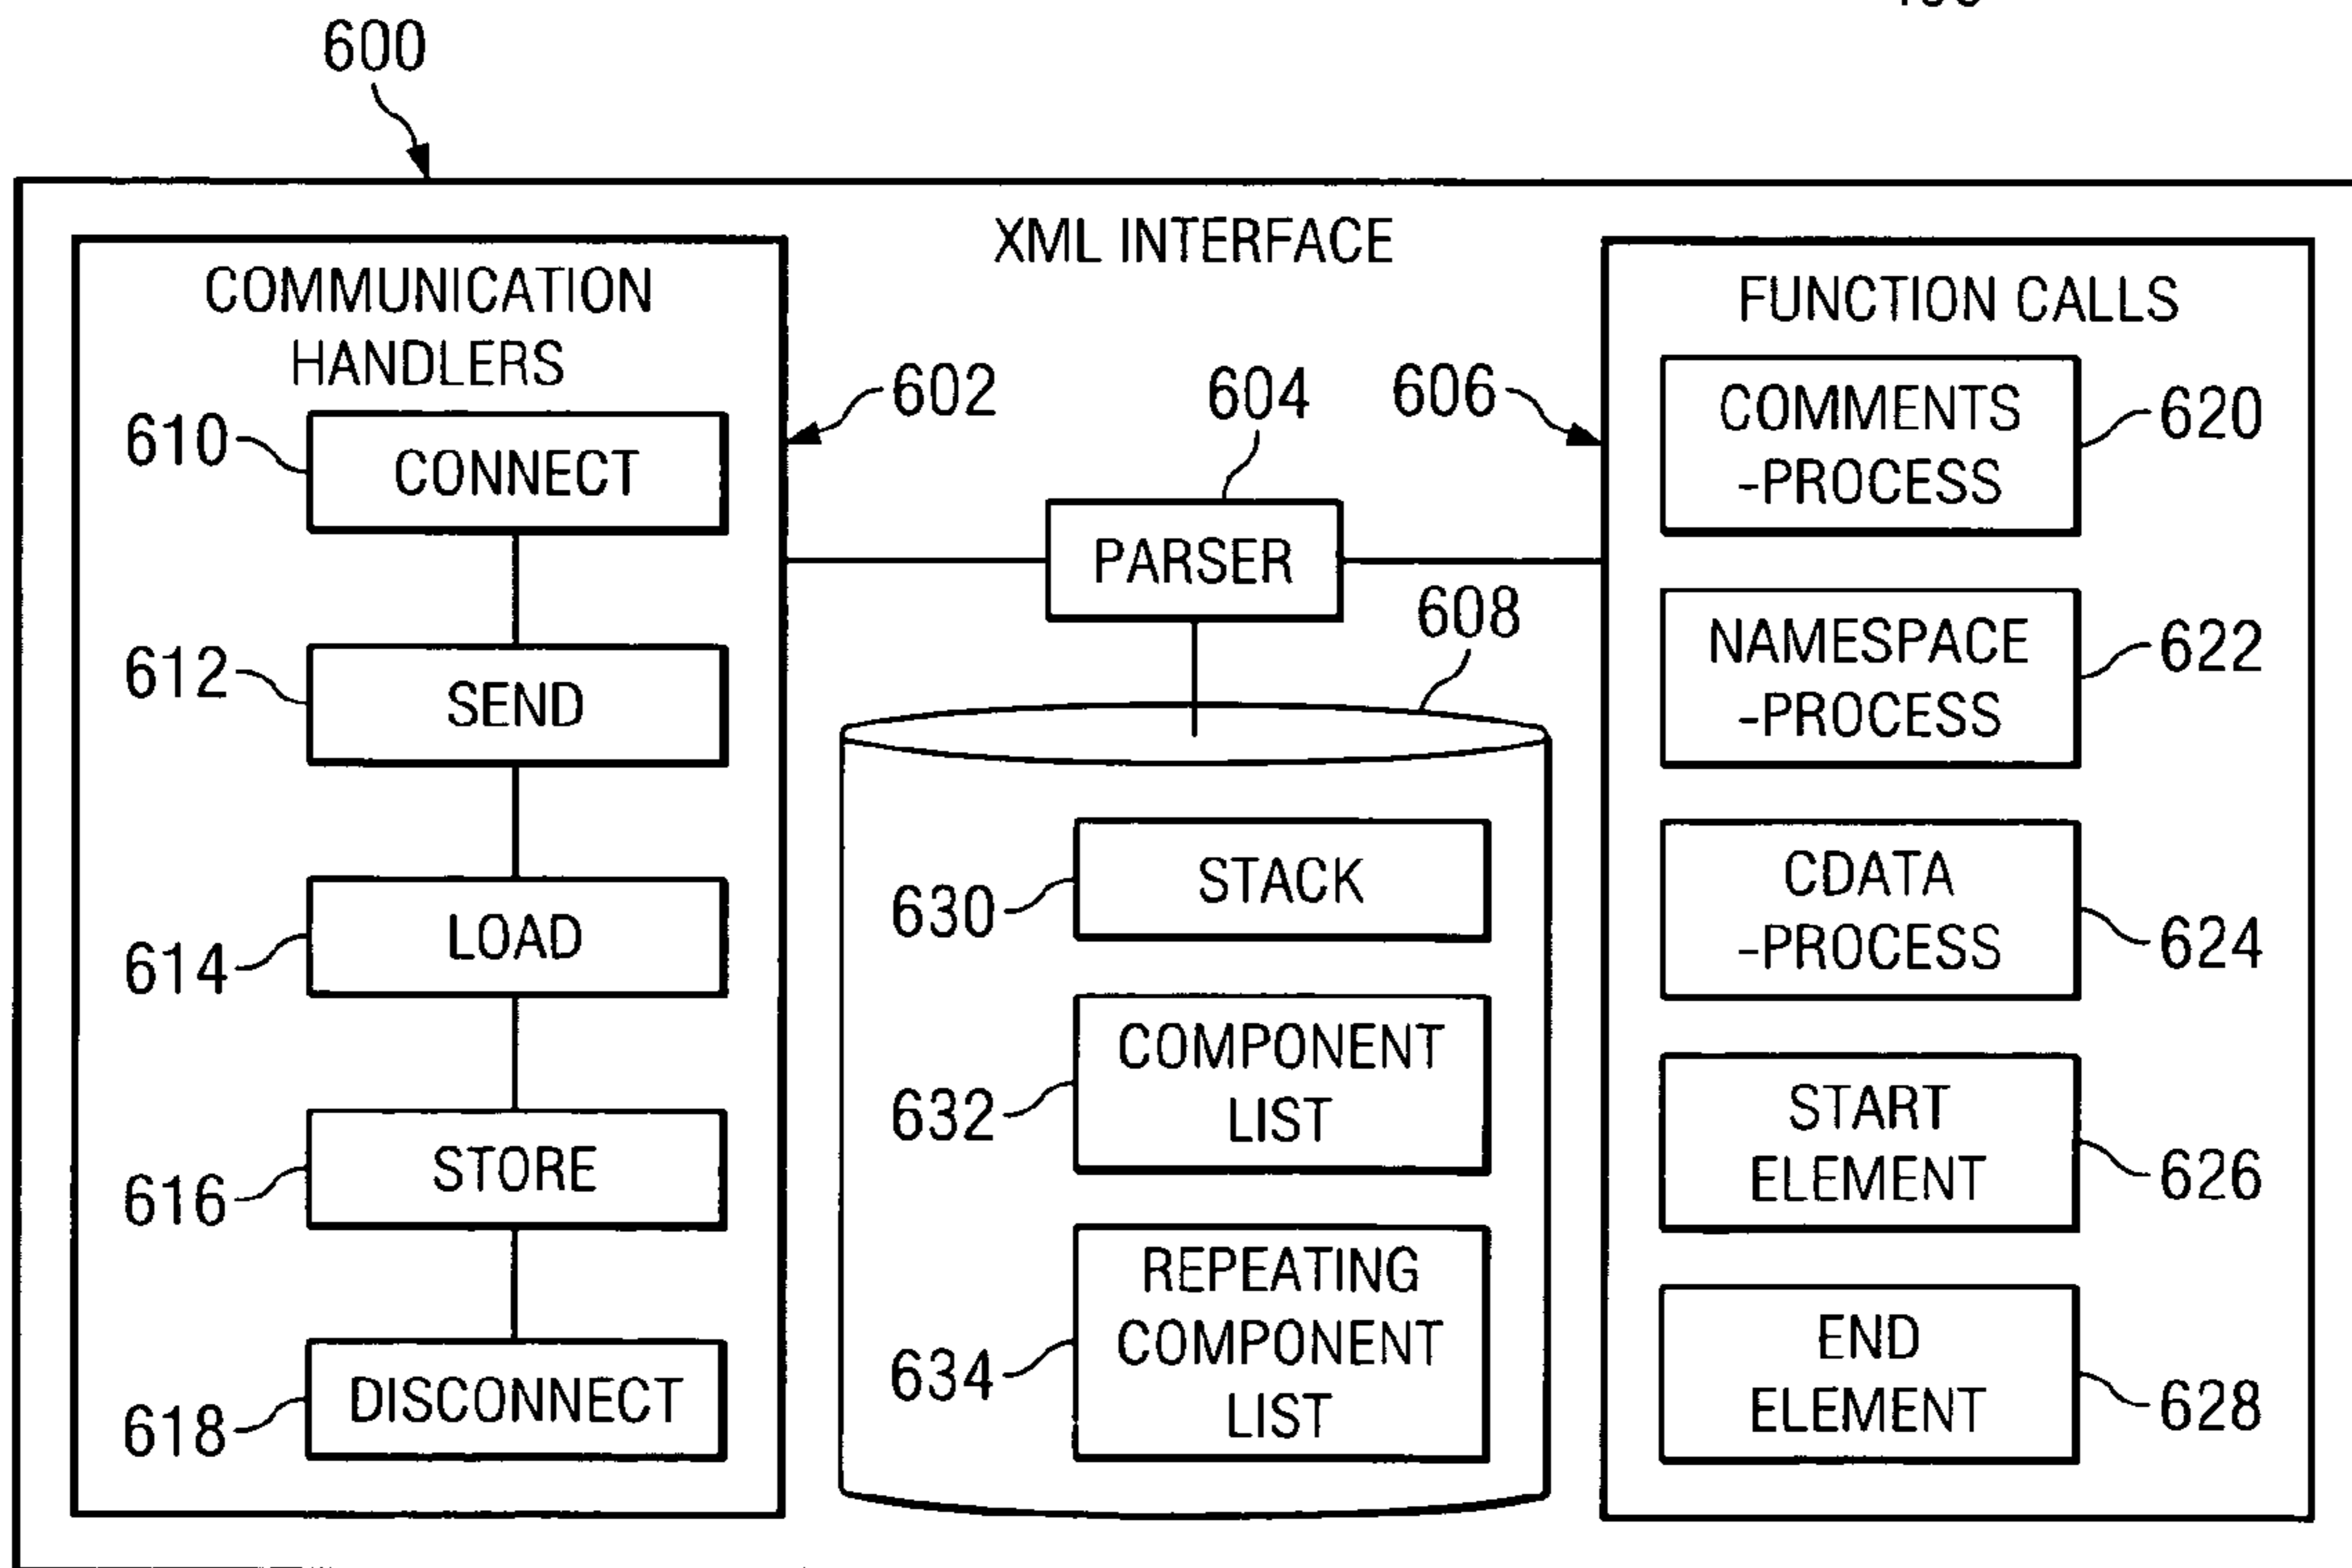 600
XML INTERFACE
COMMUNICATION
HANDLERS
602
610
CONNECT
612
SEND
614
LOAD
616
STORE
618
DISCONNECT
604
PARSER
608
630
STACK
632
COMPONENT
LIST
634
REPEATING
COMPONENT
LIST
606
FUNCTION CALLS
COMMENTS
-PROCESS
620
NAMESPACE
-PROCESS
622
CDATA
-PROCESS
624
START
ELEMENT
626
END
ELEMENT
628